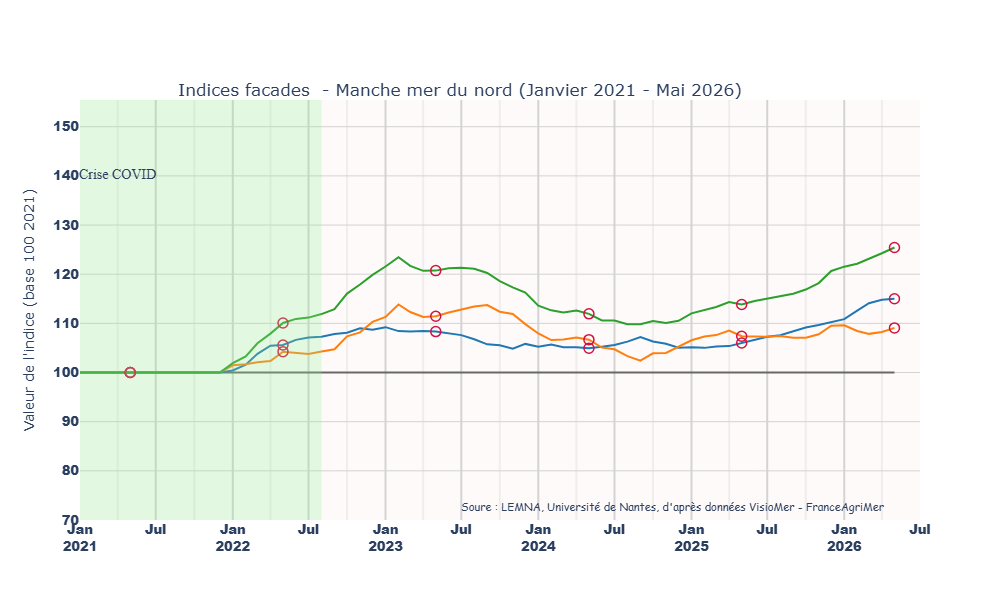 Indices facades  - Manche mer du nord (Janvier 2021 - Mai 2026)
Valeur de l'indice (base 100 2021)
150
140
Crise COVID
130
120
110
100
90
80
70
Soure : LEMNA, Université de Nantes, d'après données VisioMer - FranceAgriMer
Jan Jul Jan Jul Jan Jul Jan Jul Jan Jul Jan Jul
2021 2022 2023 2024 2025 2026